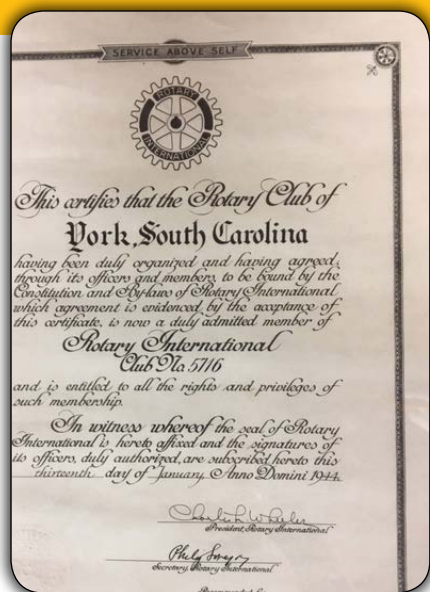 SERVICE ABOVE SELF
ROTARY
INTERNATIONAL
This certifies that the Rotary Club of
York, South Carolina
having been duly organized and having agreed,
through its officers and members, to be bound by the
Constitution and By-laws of Rotary International
which agreement is evidenced by the acceptance of
this certificate, is now a duly admitted member of
Rotary International
Club No. 5716
and is entitled to all the rights and privileges of
such membership.
In witness whereof the seal of Rotary
International is hereto affixed and the signatures of
its officers, duly authorized, are subscribed hereto this
thirteenth day of January, Anno Domini 1944.
Charles L. Wheeler
President, Rotary International
Secretary, Rotary International